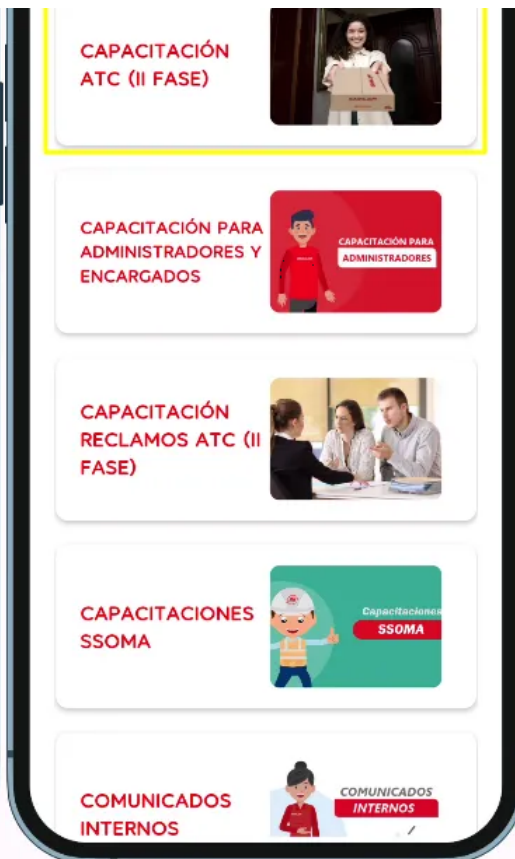 CAPACITACIÓN
ATC (II FASE)
CAPACITACIÓN PARA
ADMINISTRADORES Y
ENCARGADOS
CAPACITACIÓN PARA
ADMINISTRADORES
CAPACITACIÓN
RECLAMOS ATC (II
FASE)
CAPACITACIONES
SSOMA
Capacitaciones
SSOMA
COMUNICADOS
INTERNOS
COMUNICADOS
INTERNOS